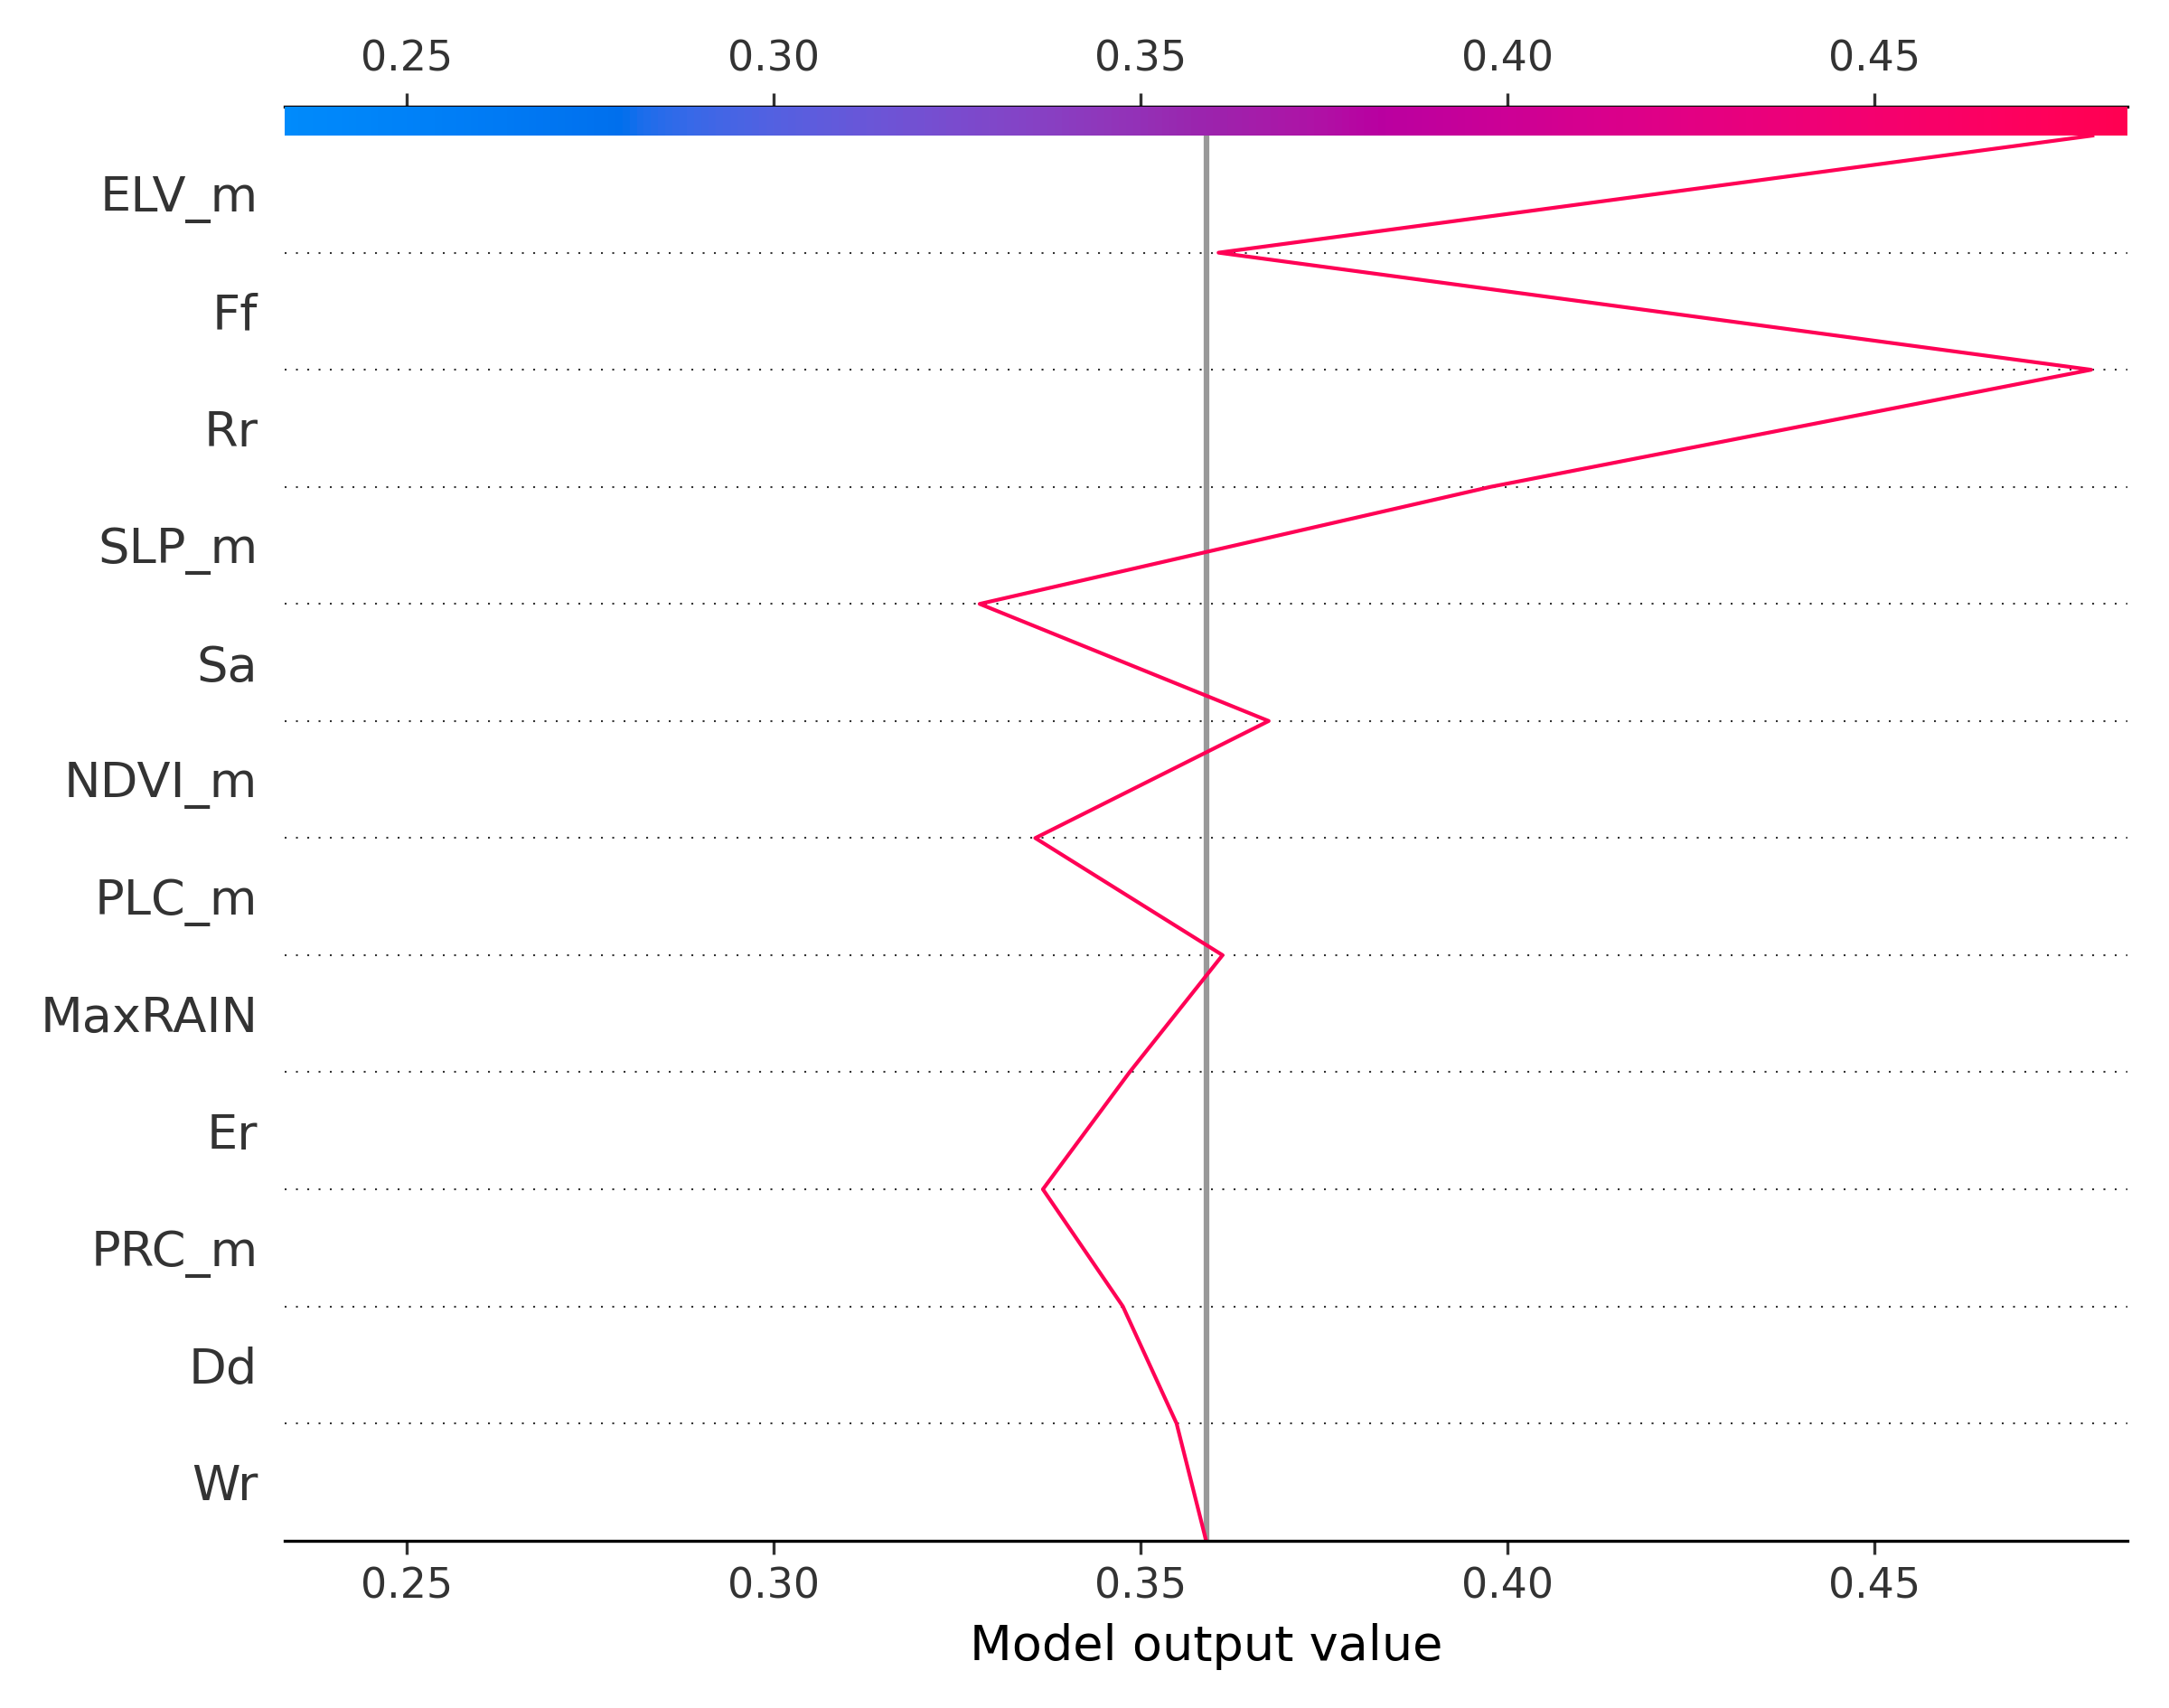 0.25 0.30 0.35 0.40 0.45
ELV_m
Ff
Rr
SLP_m
Sa
NDVI_m
PLC_m
MaxRAIN
Er
PRC_m
Dd
Wr
0.25 0.30 0.35 0.40 0.45
Model output value